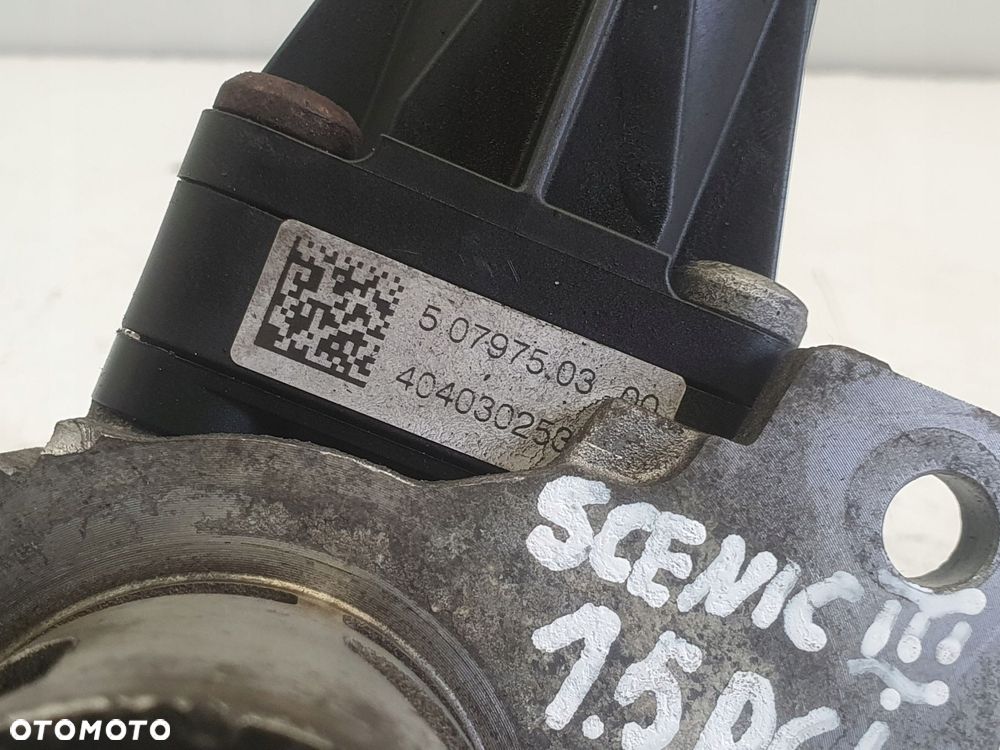 5.07975.03 00
404030253
SCENIC III
1.5 DCI
OTOMOTO